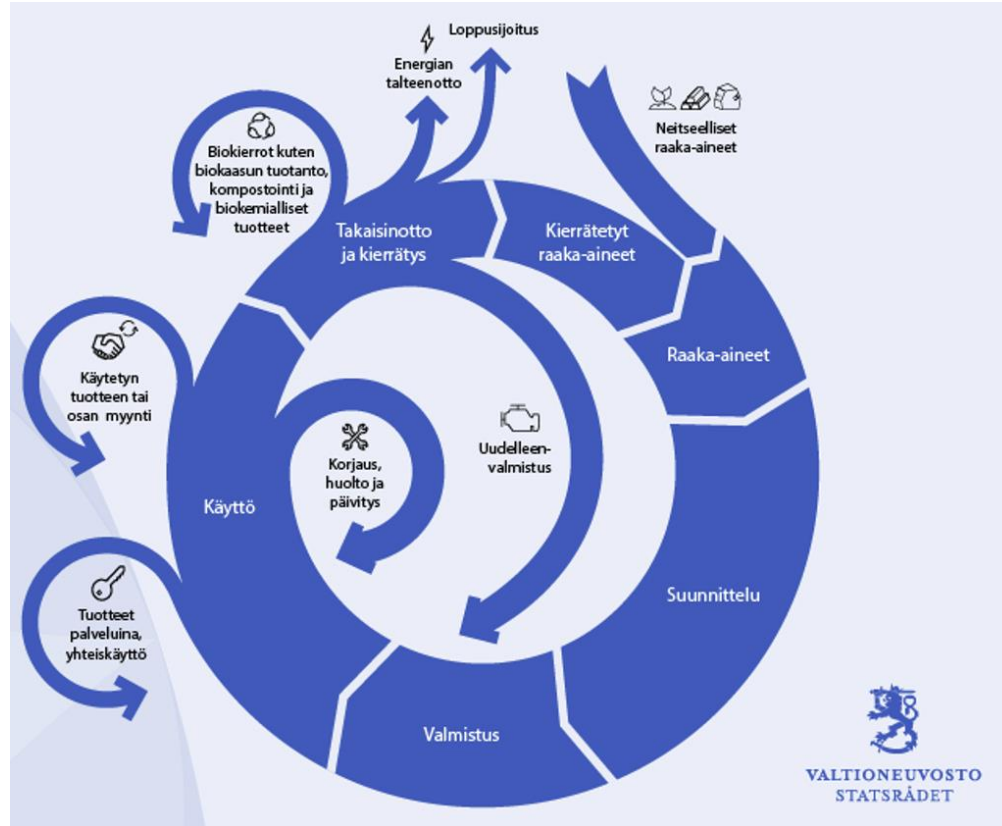 Loppusijoitus
Energian
talteenotto
Neitseelliset
raaka-aineet
Biokierrot kuten
biokaasun tuotanto,
kompostointi ja
biokemialliset
tuotteet
Takaisinotto
ja kierrätys
Kierrätetyt
raaka-aineet
Raaka-aineet
Käytetyn
tuotteen tai
osan myynti
Korjaus,
huolto ja
päivitys
Uudelleen-
valmistus
Käyttö
Suunnittelu
Tuotteet
palveluina,
yhteiskäyttö
Valmistus
VALTIONEUVOSTO
STATSRÅDET